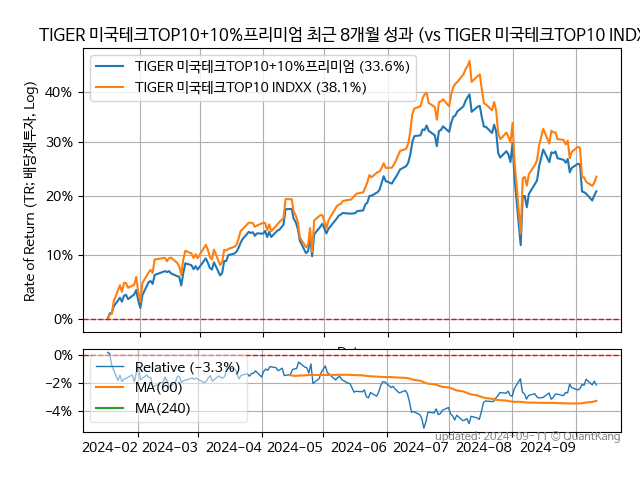 TIGER 미국테크TOP10+10%프리미엄 최근 8개월 성과 (vs TIGER 미국테크TOP10 INDX
Rate of Return (TR: 배당재투자, Log)
TIGER 미국테크TOP10+10%프리미엄 (33.6%)
TIGER 미국테크TOP10 INDXX (38.1%)
40%
30%
20%
10%
0%
0%
−2%
−4%
Relative (−3.3%)
MA(60)
MA(240)
updated: 2024-09-11 © QuantKang
2024-02 2024-03 2024-04 2024-05 2024-06 2024-07 2024-08 2024-09